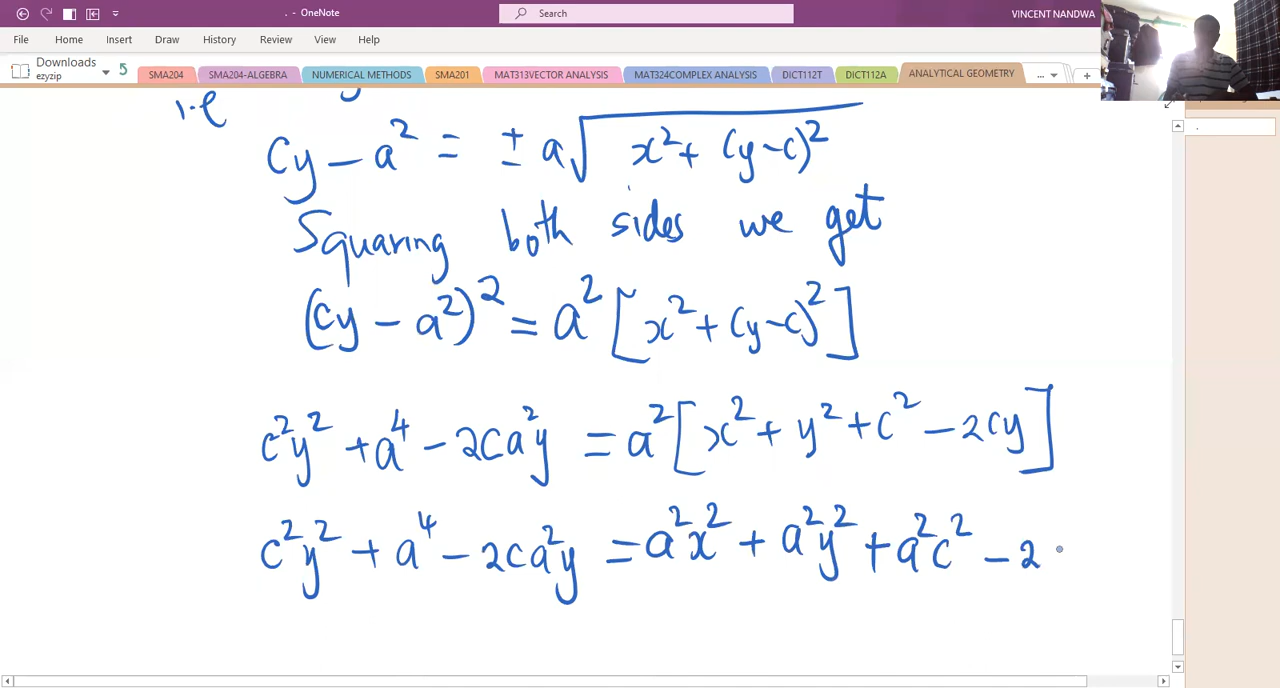 . - OneNote
Search
VINCENT NANDWA
File Home Insert Draw History Review View Help
Downloads
ezyzip
SMA204 SMA204-ALGEBRA NUMERICAL METHODS SMA201 MAT313VECTOR ANALYSIS MAT324COMPLEX ANALYSIS DICT112T DICT112A ANALYTICAL GEOMETRY ... +
i.e
cy - a² = ± a√(x² + (y-c)²)
Squaring both sides we get
(cy - a²)² = a² [x² + (y-c)²]
c²y² + a⁴ - 2ca²y = a² [x² + y² + c² - 2cy]
c²y² + a⁴ - 2ca²y = a²x² + a²y² + a²c² - 2